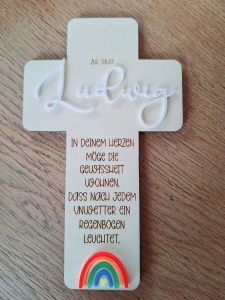 ZUR TAUFE
Ludwig
IN DEINEM HERZEN
MÖGE DIE
GEWISSHEIT
WOHNEN,
DASS NACH JEDEM
UNWETTER EIN
REGENBOGEN
LEUCHTET.